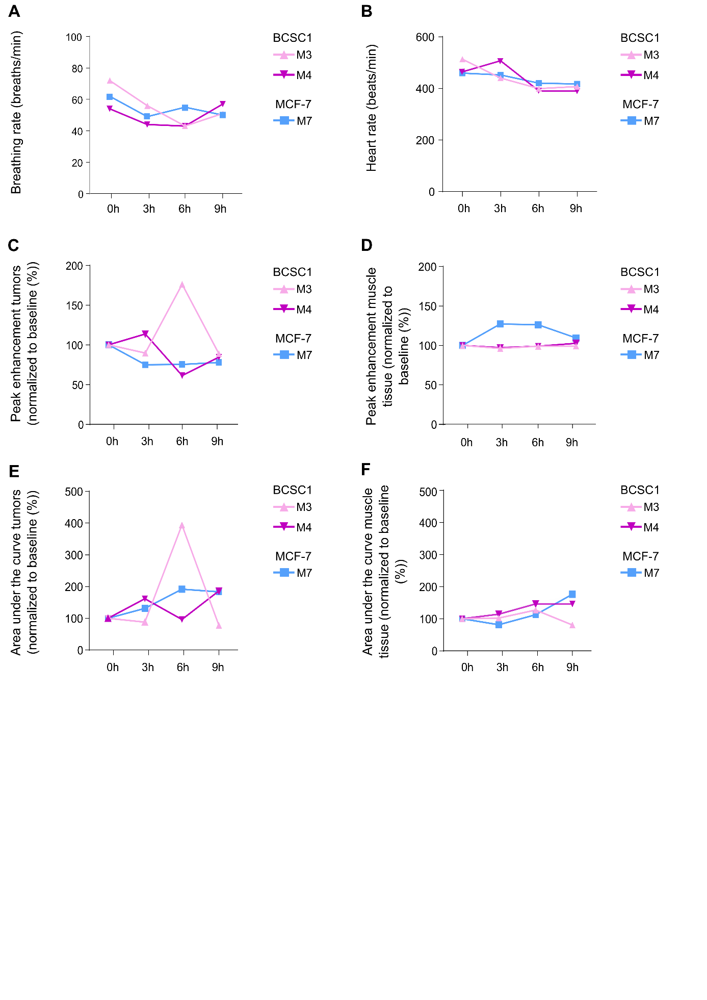 A
Breathing rate (breaths/min)
100
80
60
40
20
0
0h 3h 6h 9h
BCSC1
M3
M4
MCF-7
M7
B
Heart rate (beats/min)
600
400
200
0
0h 3h 6h 9h
BCSC1
M3
M4
MCF-7
M7
C
Peak enhancement tumors
(normalized to baseline (%))
200
150
100
50
0
0h 3h 6h 9h
BCSC1
M3
M4
MCF-7
M7
D
Peak enhancement muscle
tissue (normalized to
baseline (%))
200
150
100
50
0
0h 3h 6h 9h
BCSC1
M3
M4
MCF-7
M7
E
Area under the curve tumors
(normalized to baseline (%))
500
400
300
200
100
0
0h 3h 6h 9h
BCSC1
M3
M4
MCF-7
M7
F
Area under the curve muscle
tissue (normalized to baseline
(%))
500
400
300
200
100
0
0h 3h 6h 9h
BCSC1
M3
M4
MCF-7
M7